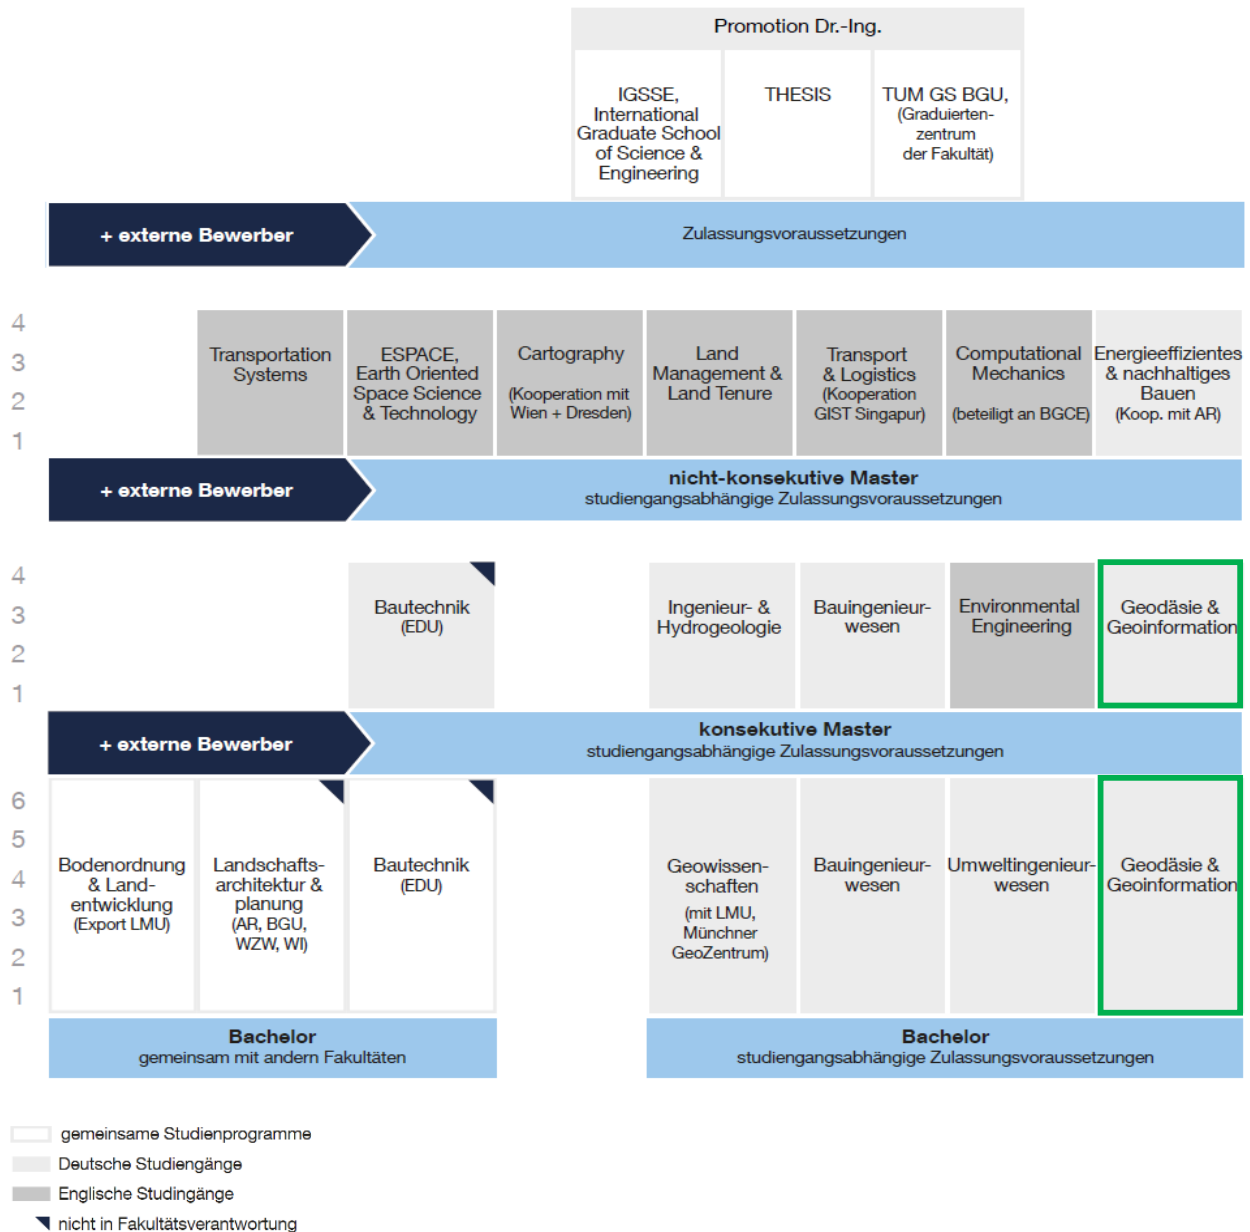 Promotion Dr.-Ing.
IGSSE,
International
Graduate School
of Science &
Engineering
THESIS
TUM GS BGU,
(Graduierten-
zentrum
der Fakultät)
+ externe Bewerber
Zulassungsvoraussetzungen
4
3
2
1
Transportation
Systems
ESPACE,
Earth Oriented
Space Science
& Technology
Cartography
(Kooperation mit
Wien + Dresden)
Land
Management &
Land Tenure
Transport
& Logistics
(Kooperation
GIST Singapur)
Computational
Mechanics
(beteiligt an BGCE)
Energieeffizientes
& nachhaltiges
Bauen
(Koop. mit AR)
+ externe Bewerber
nicht-konsekutive Master
studiengangsabhängige Zulassungsvoraussetzungen
4
3
2
1
Bautechnik
(EDU)
Ingenieur- &
Hydrogeologie
Bauingenieur-
wesen
Environmental
Engineering
Geodäsie &
Geoinformation
+ externe Bewerber
konsekutive Master
studiengangsabhängige Zulassungsvoraussetzungen
6
5
4
3
2
1
Bodenordnung
& Land-
entwicklung
(Export LMU)
Landschafts-
architektur &
planung
(AR, BGU,
WZW, WI)
Bautechnik
(EDU)
Geowissen-
schaften
(mit LMU,
Münchner
GeoZentrum)
Bauingenieur-
wesen
Umweltingenieur-
wesen
Geodäsie &
Geoinformation
Bachelor
gemeinsam mit andern Fakultäten
Bachelor
studiengangsabhängige Zulassungsvoraussetzungen
gemeinsame Studienprogramme
Deutsche Studiengänge
Englische Studingänge
nicht in Fakultätsverantwortung